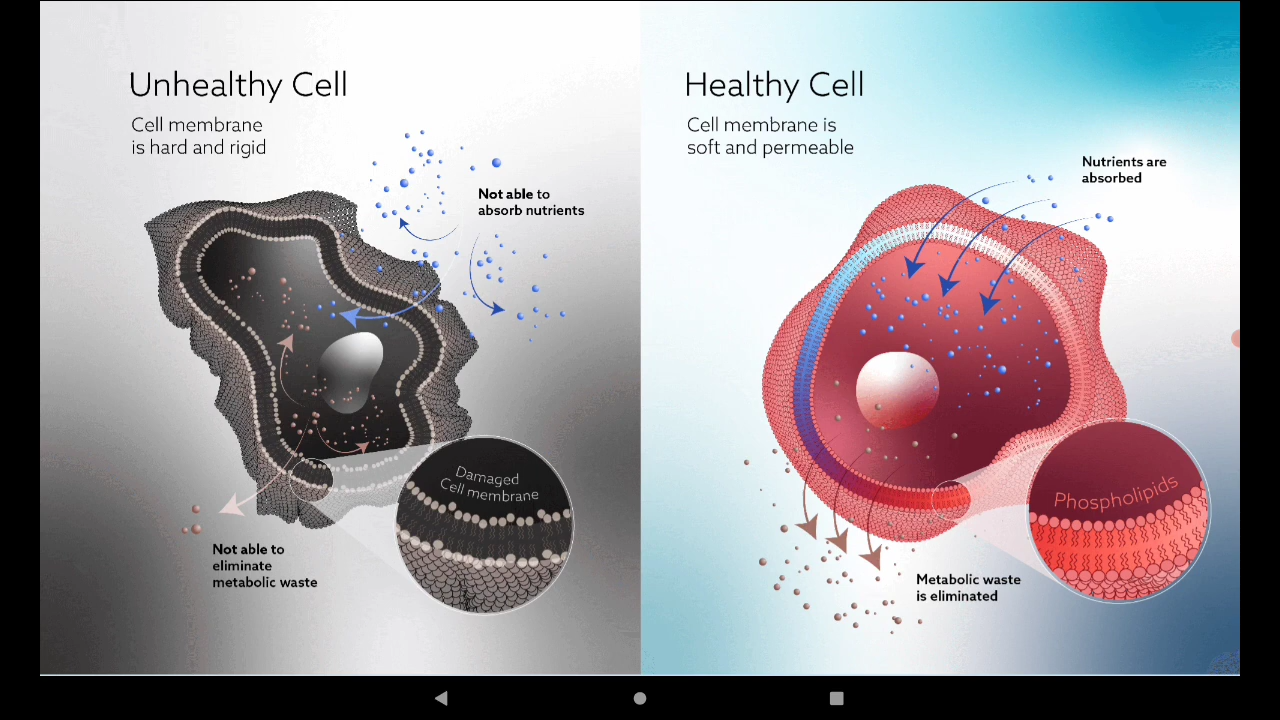 Unhealthy Cell
Cell membrane
is hard and rigid
Not able to
absorb nutrients
Damaged
Cell membrane
Not able to
eliminate
metabolic waste
Healthy Cell
Cell membrane is
soft and permeable
Nutrients are
absorbed
Phospholipids
Metabolic waste
is eliminated